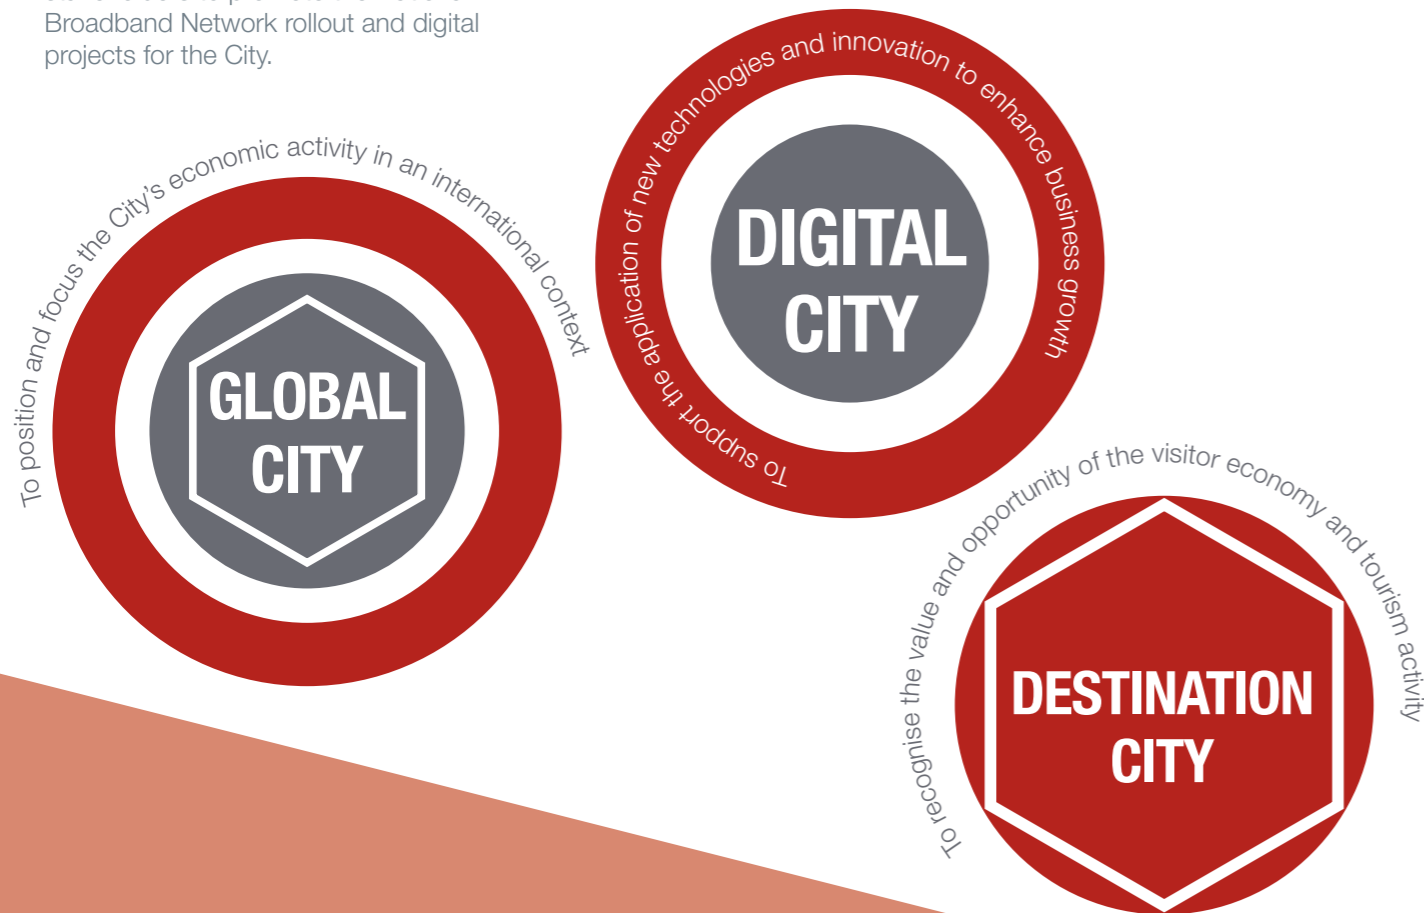 Broadband Network rollout and digital
projects for the City.
To position and focus the City's economic activity in an international context
GLOBAL
CITY
To support the application of new technologies and innovation to enhance business growth
DIGITAL
CITY
To recognise the value and opportunity of the visitor economy and tourism activity
DESTINATION
CITY